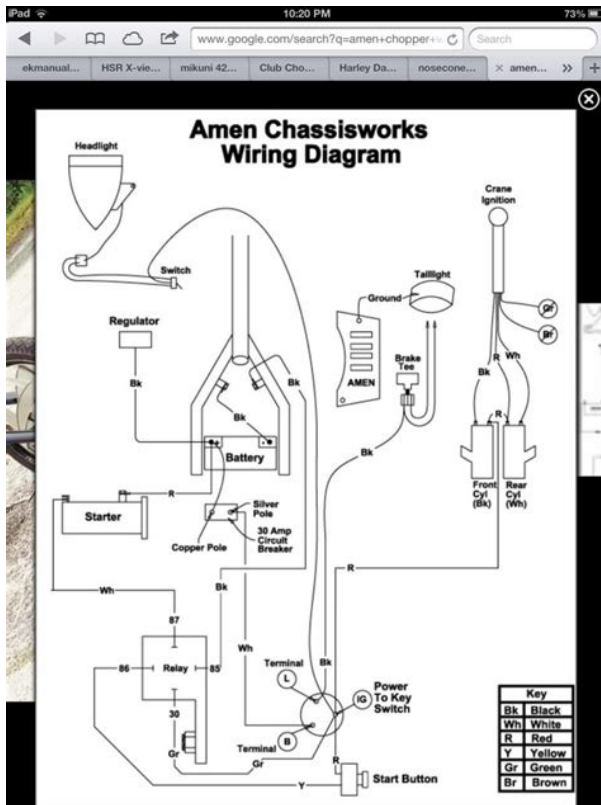 iPad
10:20 PM
73%
www.google.com/search?q=amen+chopper+
Search
ekmanual...
HSR X-vie...
mikuni 42...
Club Cho...
Harley Da...
nosecone...
amen...
Amen Chassisworks
Wiring Diagram
Headlight
Switch
Crane
Ignition
Taillight
Ground
Gr
Br
Regulator
Bk
Bk
Bk
AMEN
Brake
Tee
Bk
R
Wh
Bk
R
Battery
Front
Cyl
(Bk)
Rear
Cyl
(Wh)
R
Starter
Silver
Pole
Copper Pole
30 Amp
Circuit
Breaker
R
Wh
Bk
87
Wh
86
Relay
85
Terminal
L
Bk
IG
Power
To Key
Switch
30
Gr
Terminal
B
Gr
R
Y
Start Button
Key
Bk Black
Wh White
R Red
Y Yellow
Gr Green
Br Brown